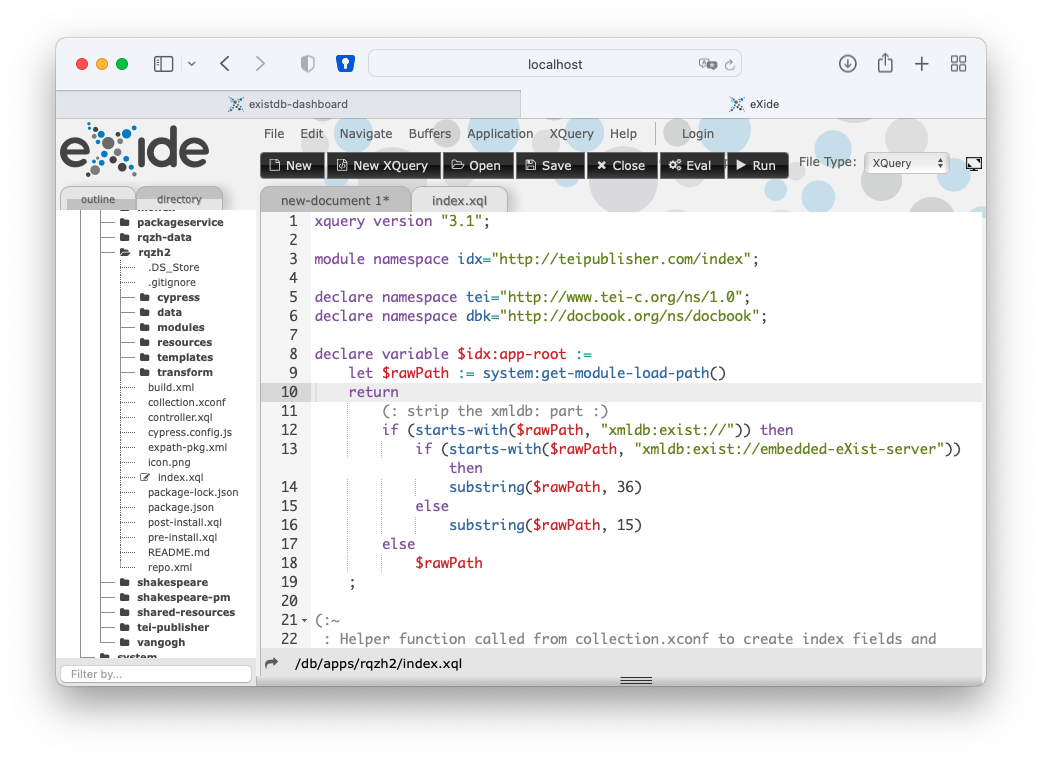 localhost
existdb-dashboard
eXide
eXide
File Edit Navigate Buffers Application XQuery Help Login
New New XQuery Open Save Close Eval Run File Type: XQuery
outline directory
new-document 1* index.xql
packageservice
rqzh-data
rqzh2
.DS_Store
.gitignore
cypress
data
modules
resources
templates
transform
build.xml
collection.xconf
controller.xql
cypress.config.js
expath-pkg.xml
icon.png
index.xql
package-lock.json
package.json
post-install.xql
pre-install.xql
README.md
repo.xml
shakespeare
shakespeare-pm
shared-resources
tei-publisher
vangogh
system
Filter by...
1 xquery version "3.1";
2
3 module namespace idx="http://teipublisher.com/index";
4
5 declare namespace tei="http://www.tei-c.org/ns/1.0";
6 declare namespace dbk="http://docbook.org/ns/docbook";
7
8 declare variable $idx:app-root :=
9 let $rawPath := system:get-module-load-path()
10 return
11 (: strip the xmldb: part :)
12 if (starts-with($rawPath, "xmldb:exist://")) then
13 if (starts-with($rawPath, "xmldb:exist://embedded-eXist-server"))
then
14 substring($rawPath, 36)
15 else
16 substring($rawPath, 15)
17 else
18 $rawPath
19 ;
20
21 (:~
22 : Helper function called from collection.xconf to create index fields and
/db/apps/rqzh2/index.xql